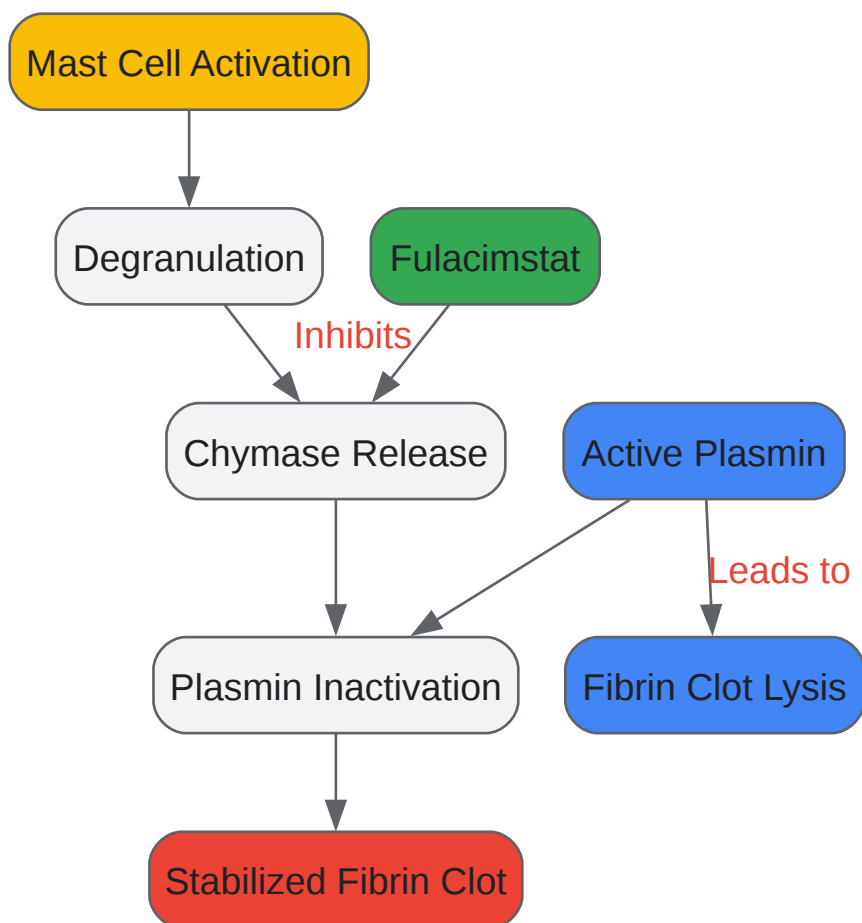 Mast Cell Activation
Degranulation
Fulacimstat
Inhibits
Chymase Release
Active Plasmin
Leads to
Plasmin Inactivation
Fibrin Clot Lysis
Stabilized Fibrin Clot